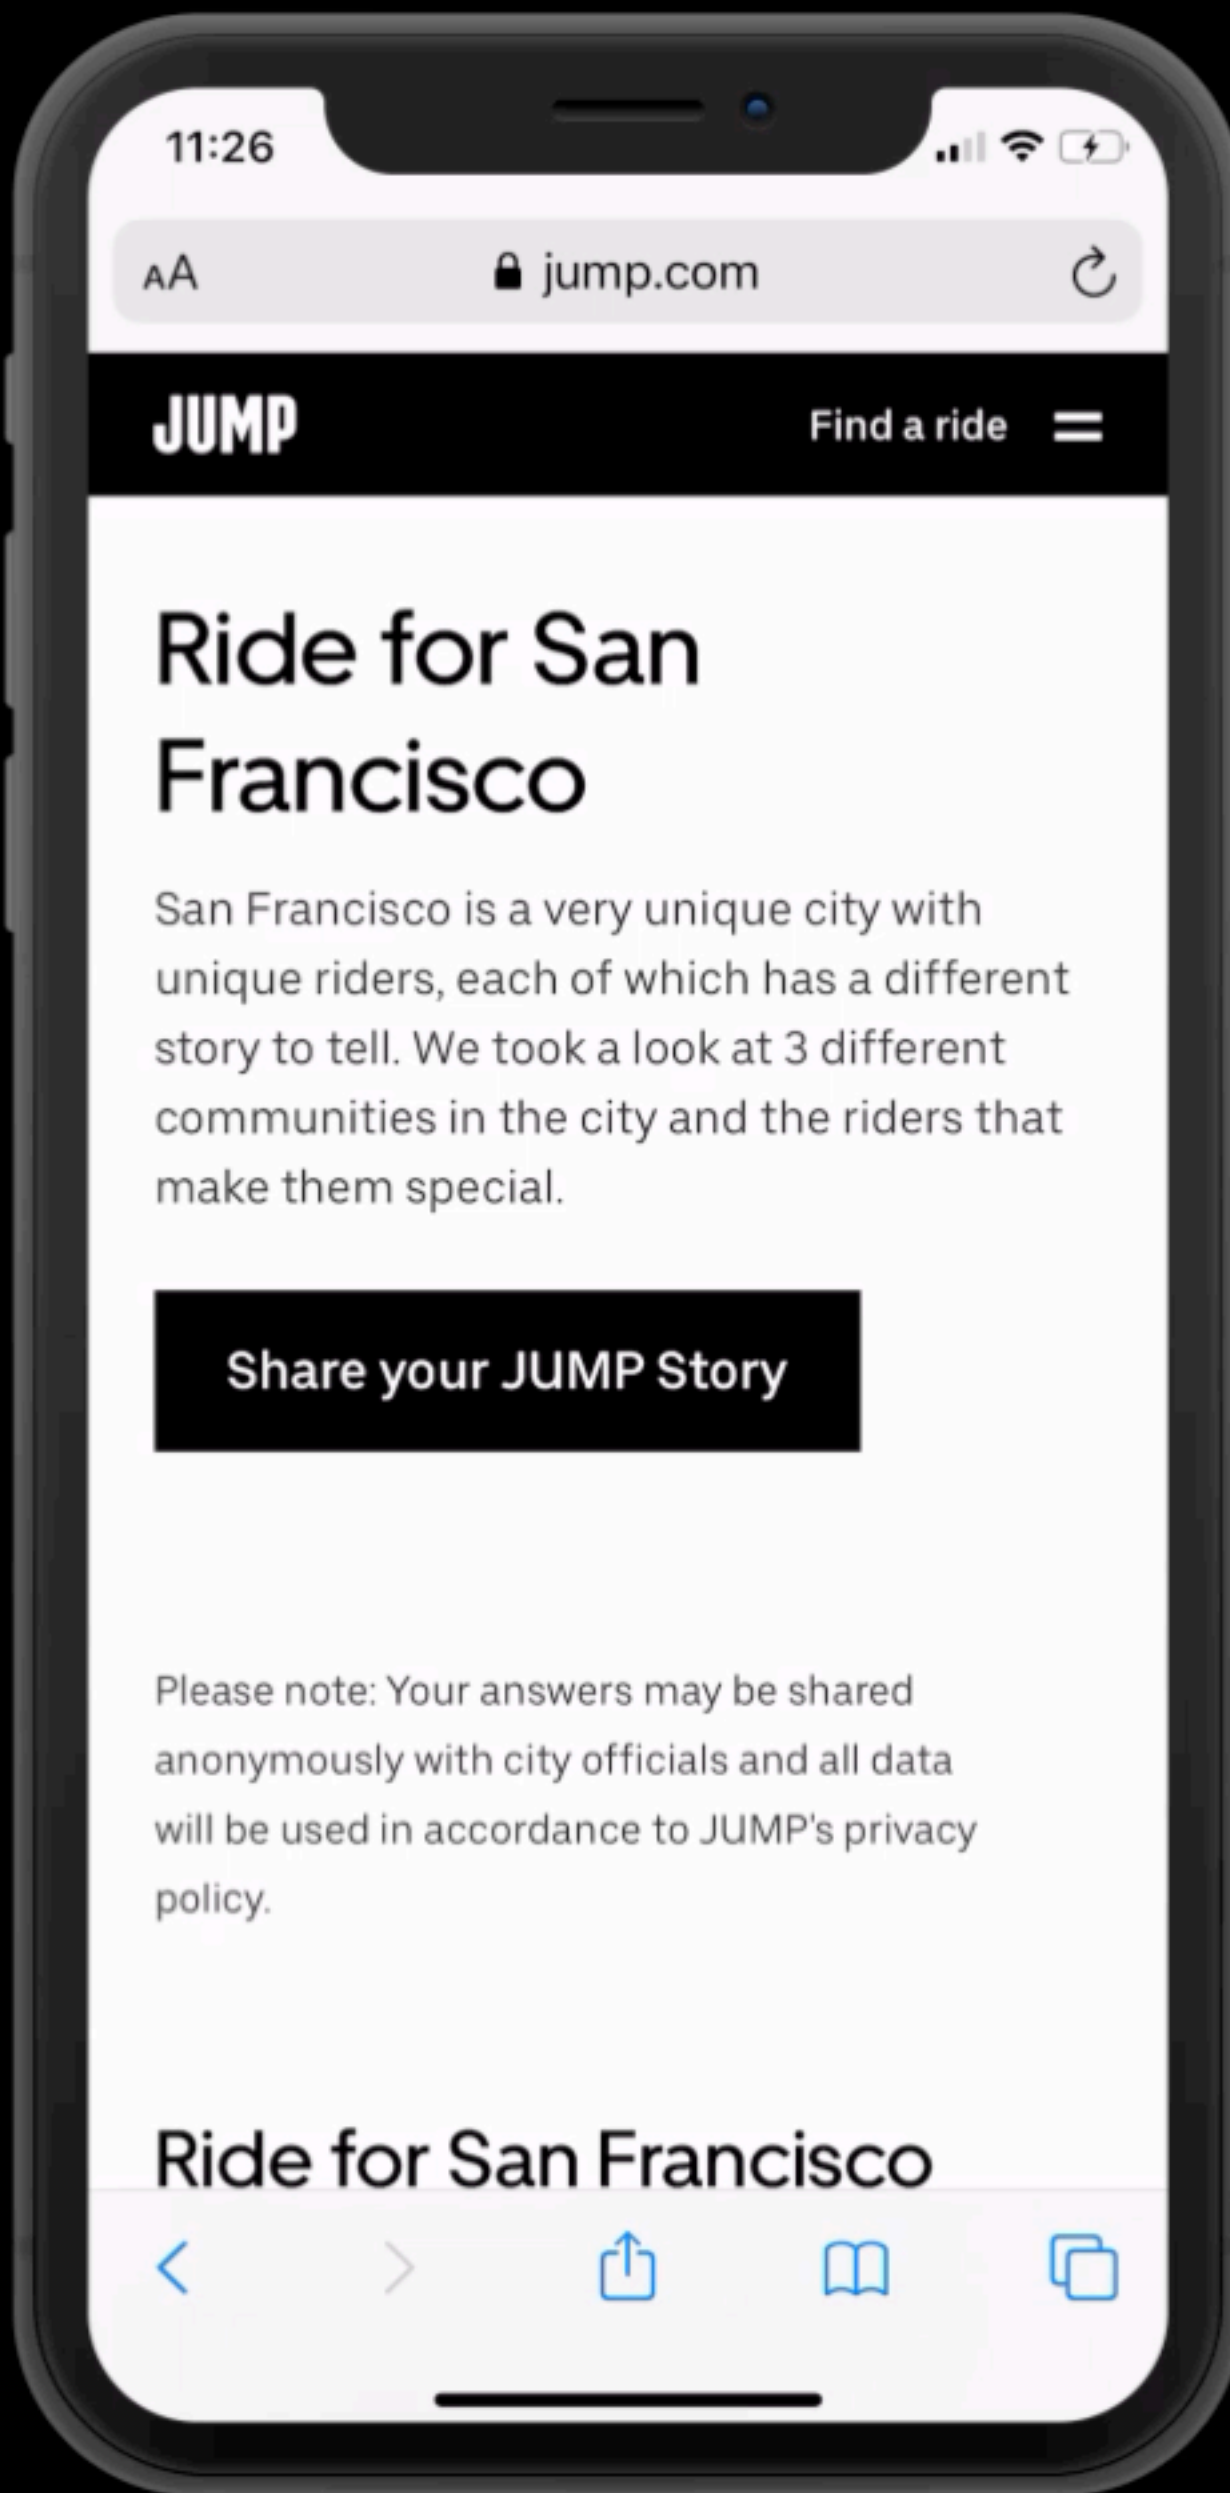 11:26
AA jump.com
JUMP Find a ride
Ride for San
Francisco
San Francisco is a very unique city with
unique riders, each of which has a different
story to tell. We took a look at 3 different
communities in the city and the riders that
make them special.
Share your JUMP Story
Please note: Your answers may be shared
anonymously with city officials and all data
will be used in accordance to JUMP's privacy
policy.
Ride for San Francisco